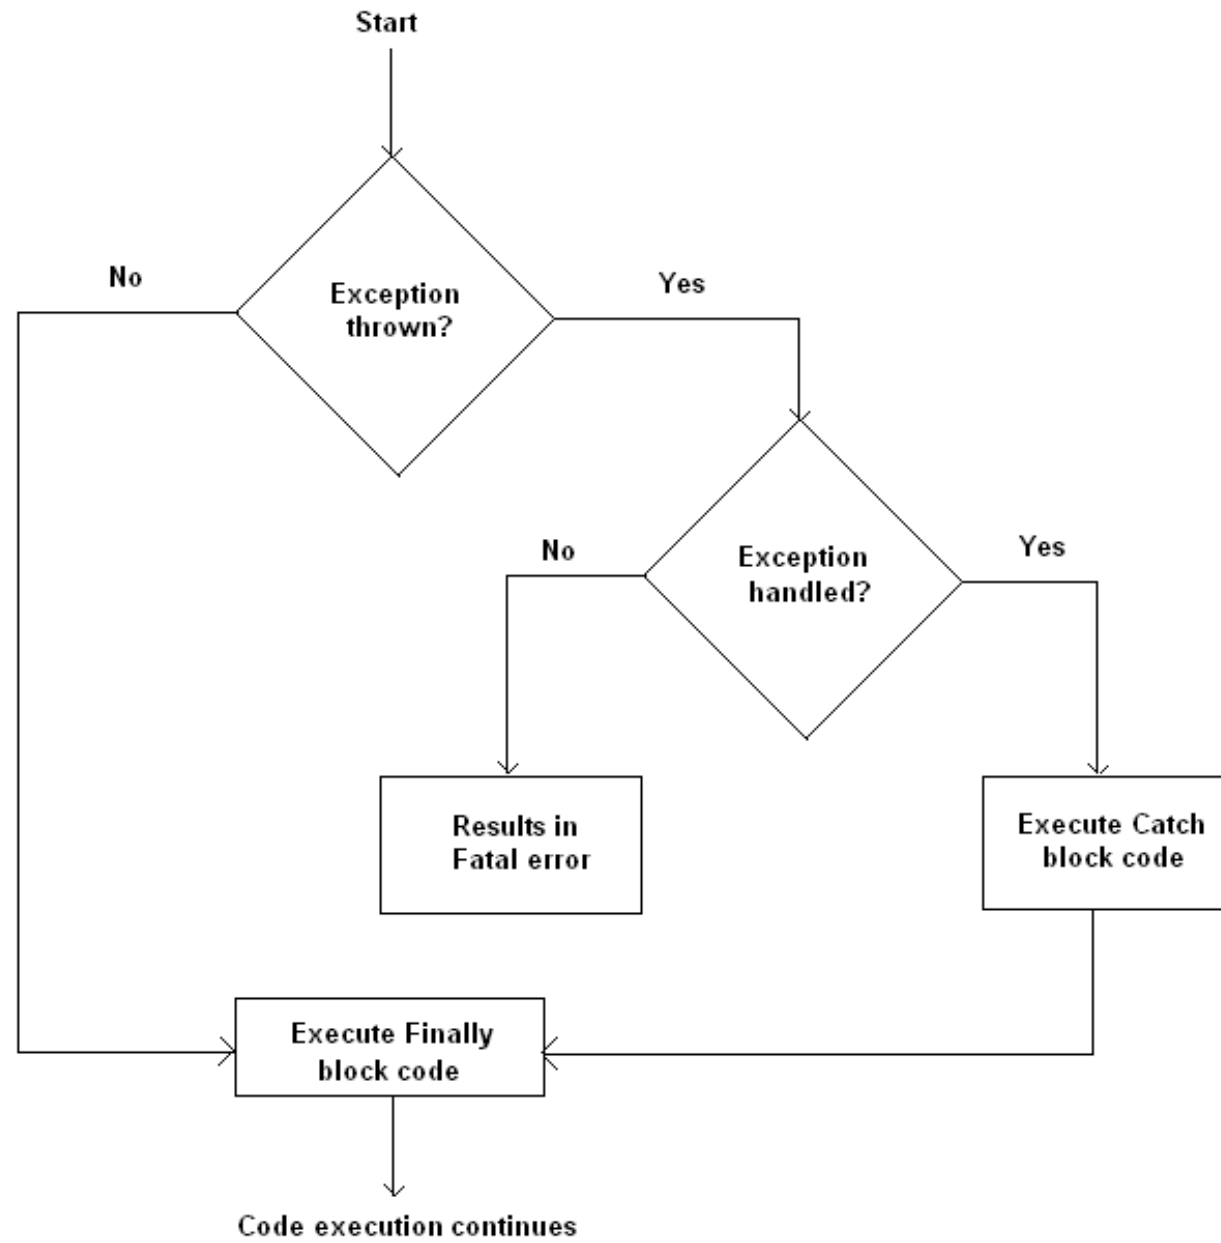 Start
No
Yes
Exception
thrown?
No
Yes
Exception
handled?
Results in
Fatal error
Execute Catch
block code
Execute Finally
block code
Code execution continues